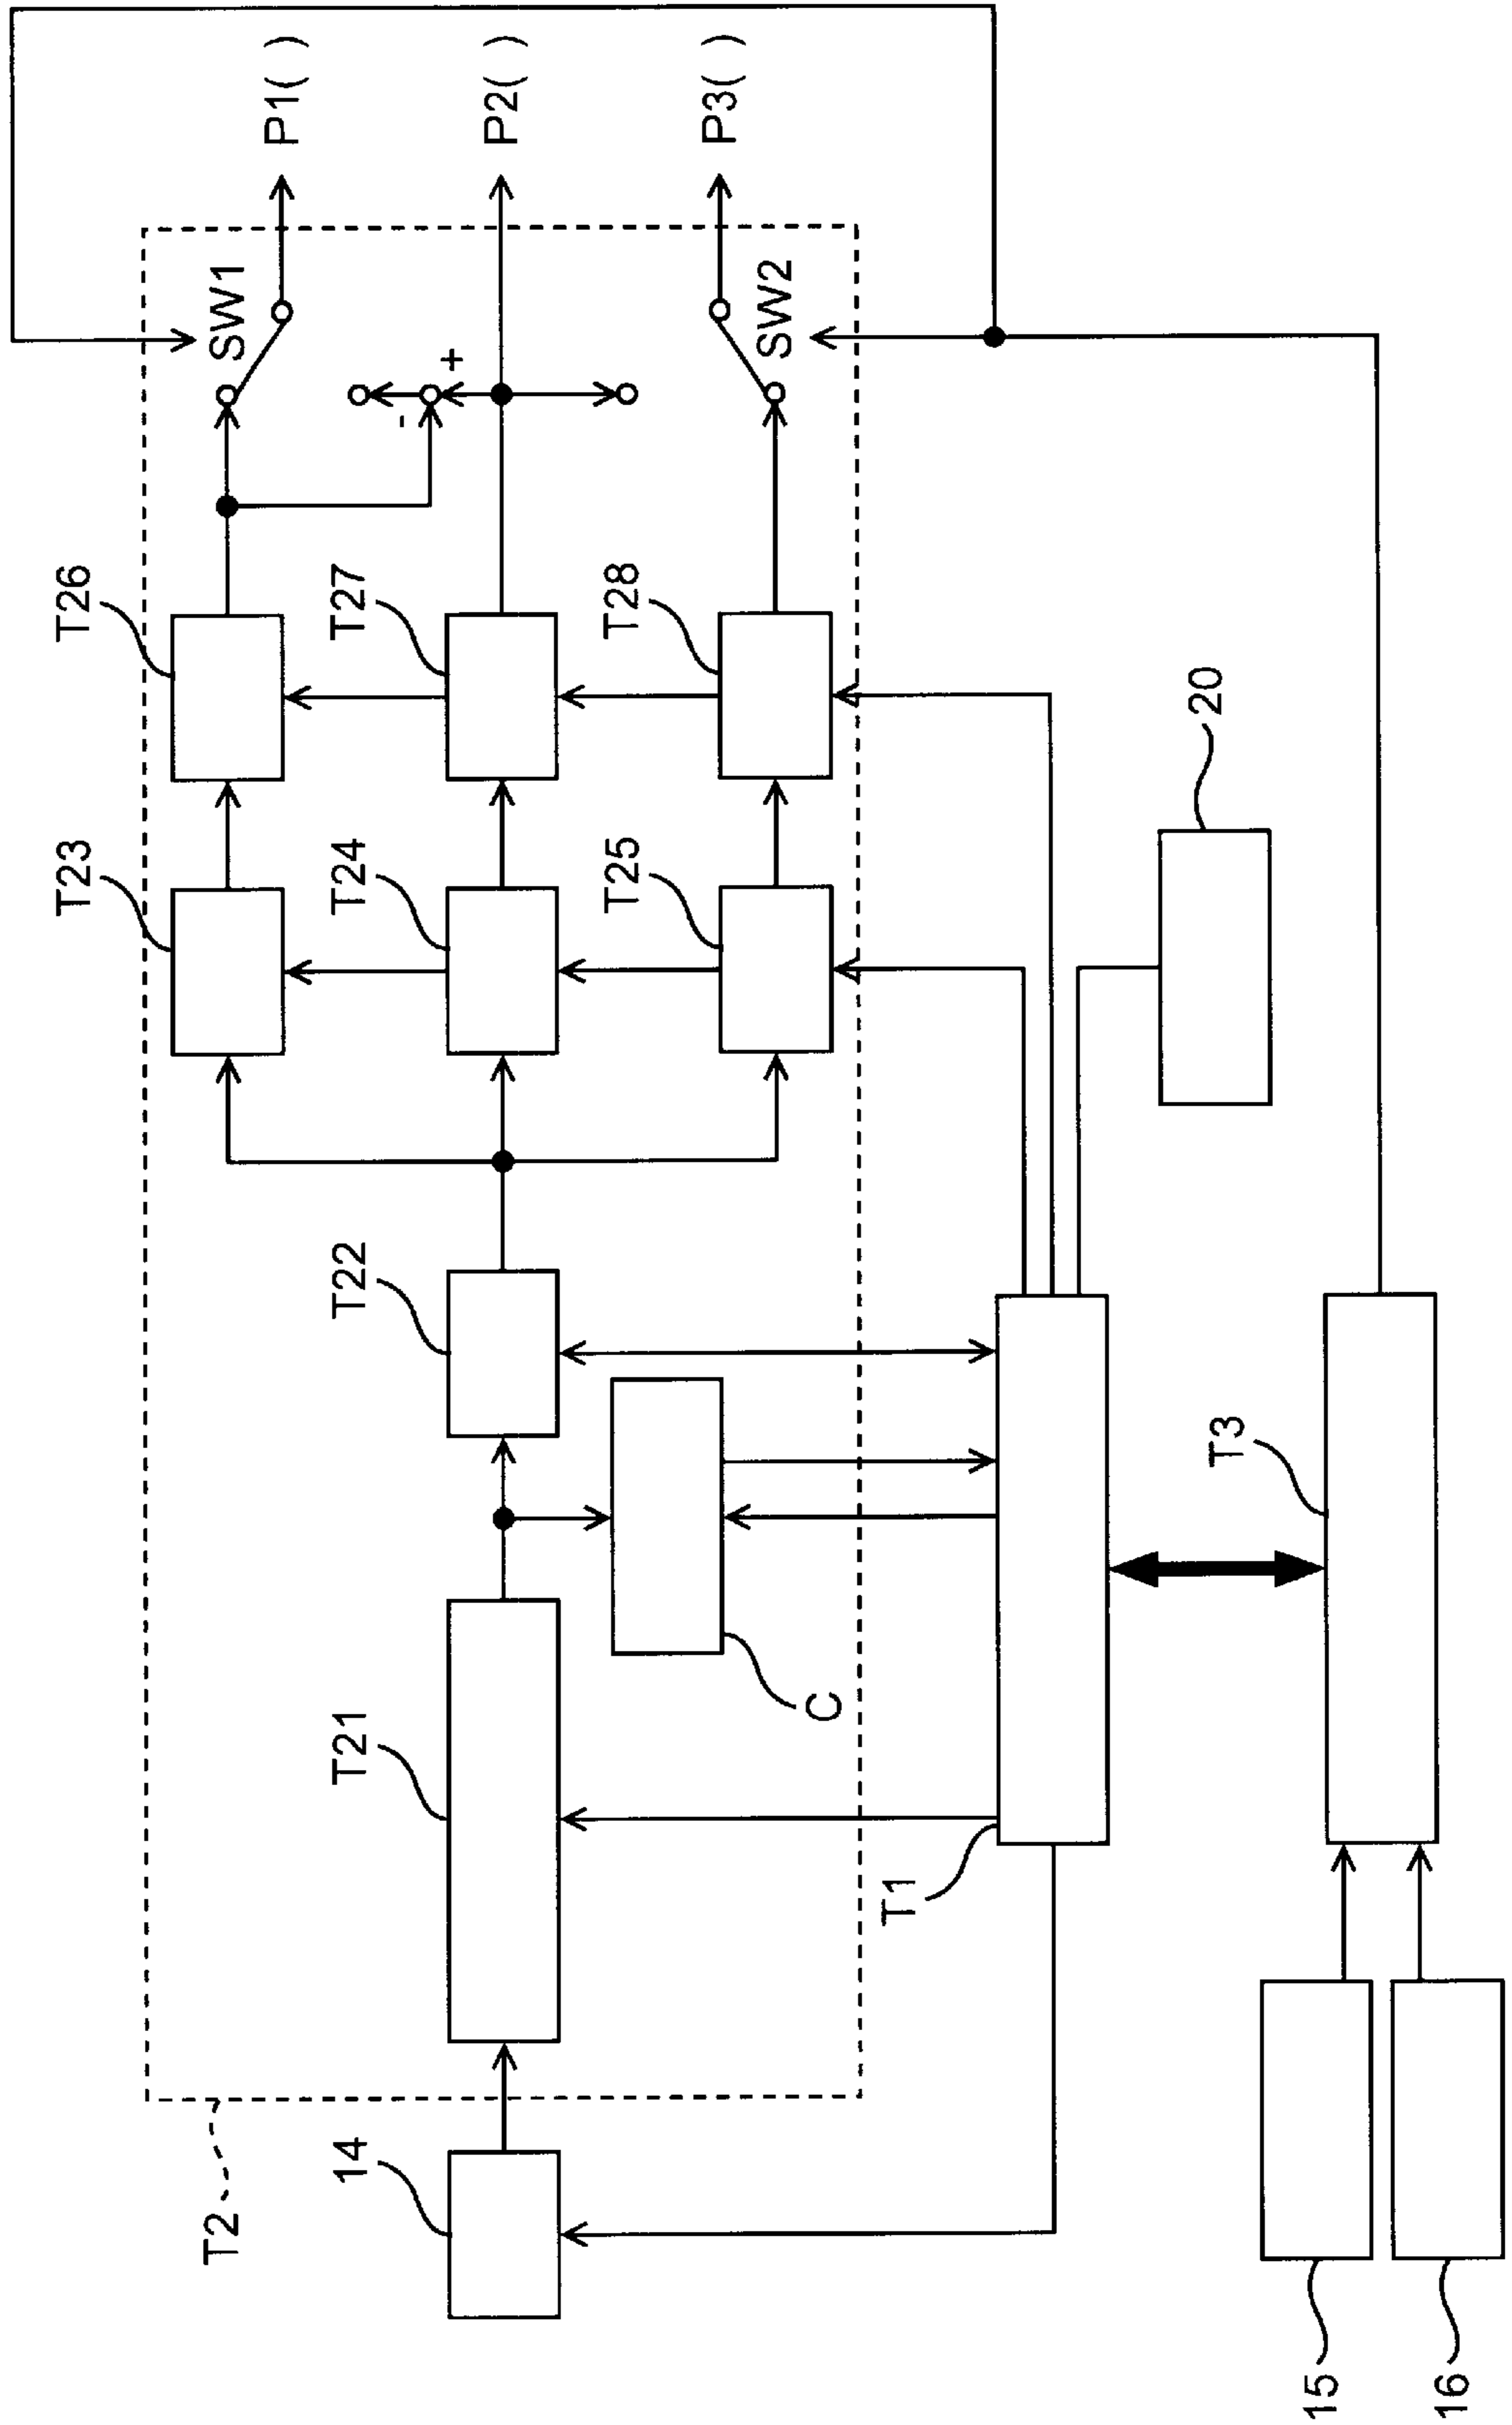 T23
T26
SW1
P1( )
T21
T22
T24
T27
-
+
P2( )
T25
T28
SW2
P3( )
T2
14
C
T1
20
T3
15
16